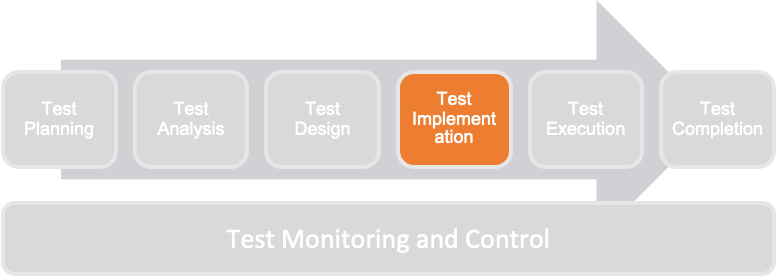 Test
Planning
Test
Analysis
Test
Design
Test
Implement
ation
Test
Execution
Test
Completion
Test Monitoring and Control